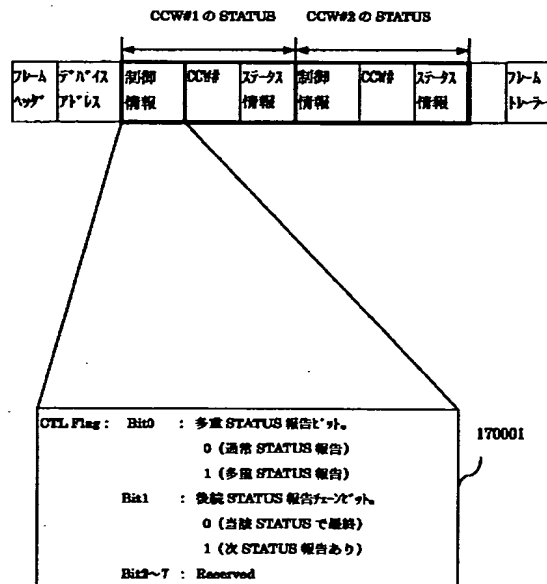 CCW#1 の STATUS CCW#2 の STATUS
フレーム デバイス 制御 CCW# ステータス 制御 CCW# ステータス フレーム
ヘッダ アドレス 情報 情報 情報 情報 トレーラー
CTL Flag : Bit0 : 多重 STATUS 報告ビット。
0 (通常 STATUS 報告)
1 (多重 STATUS 報告)
170001
Bit1 : 後続 STATUS 報告チェーンビット。
0 (当該 STATUS で最終)
1 (次 STATUS 報告あり)
Bit2～7 : Reserved